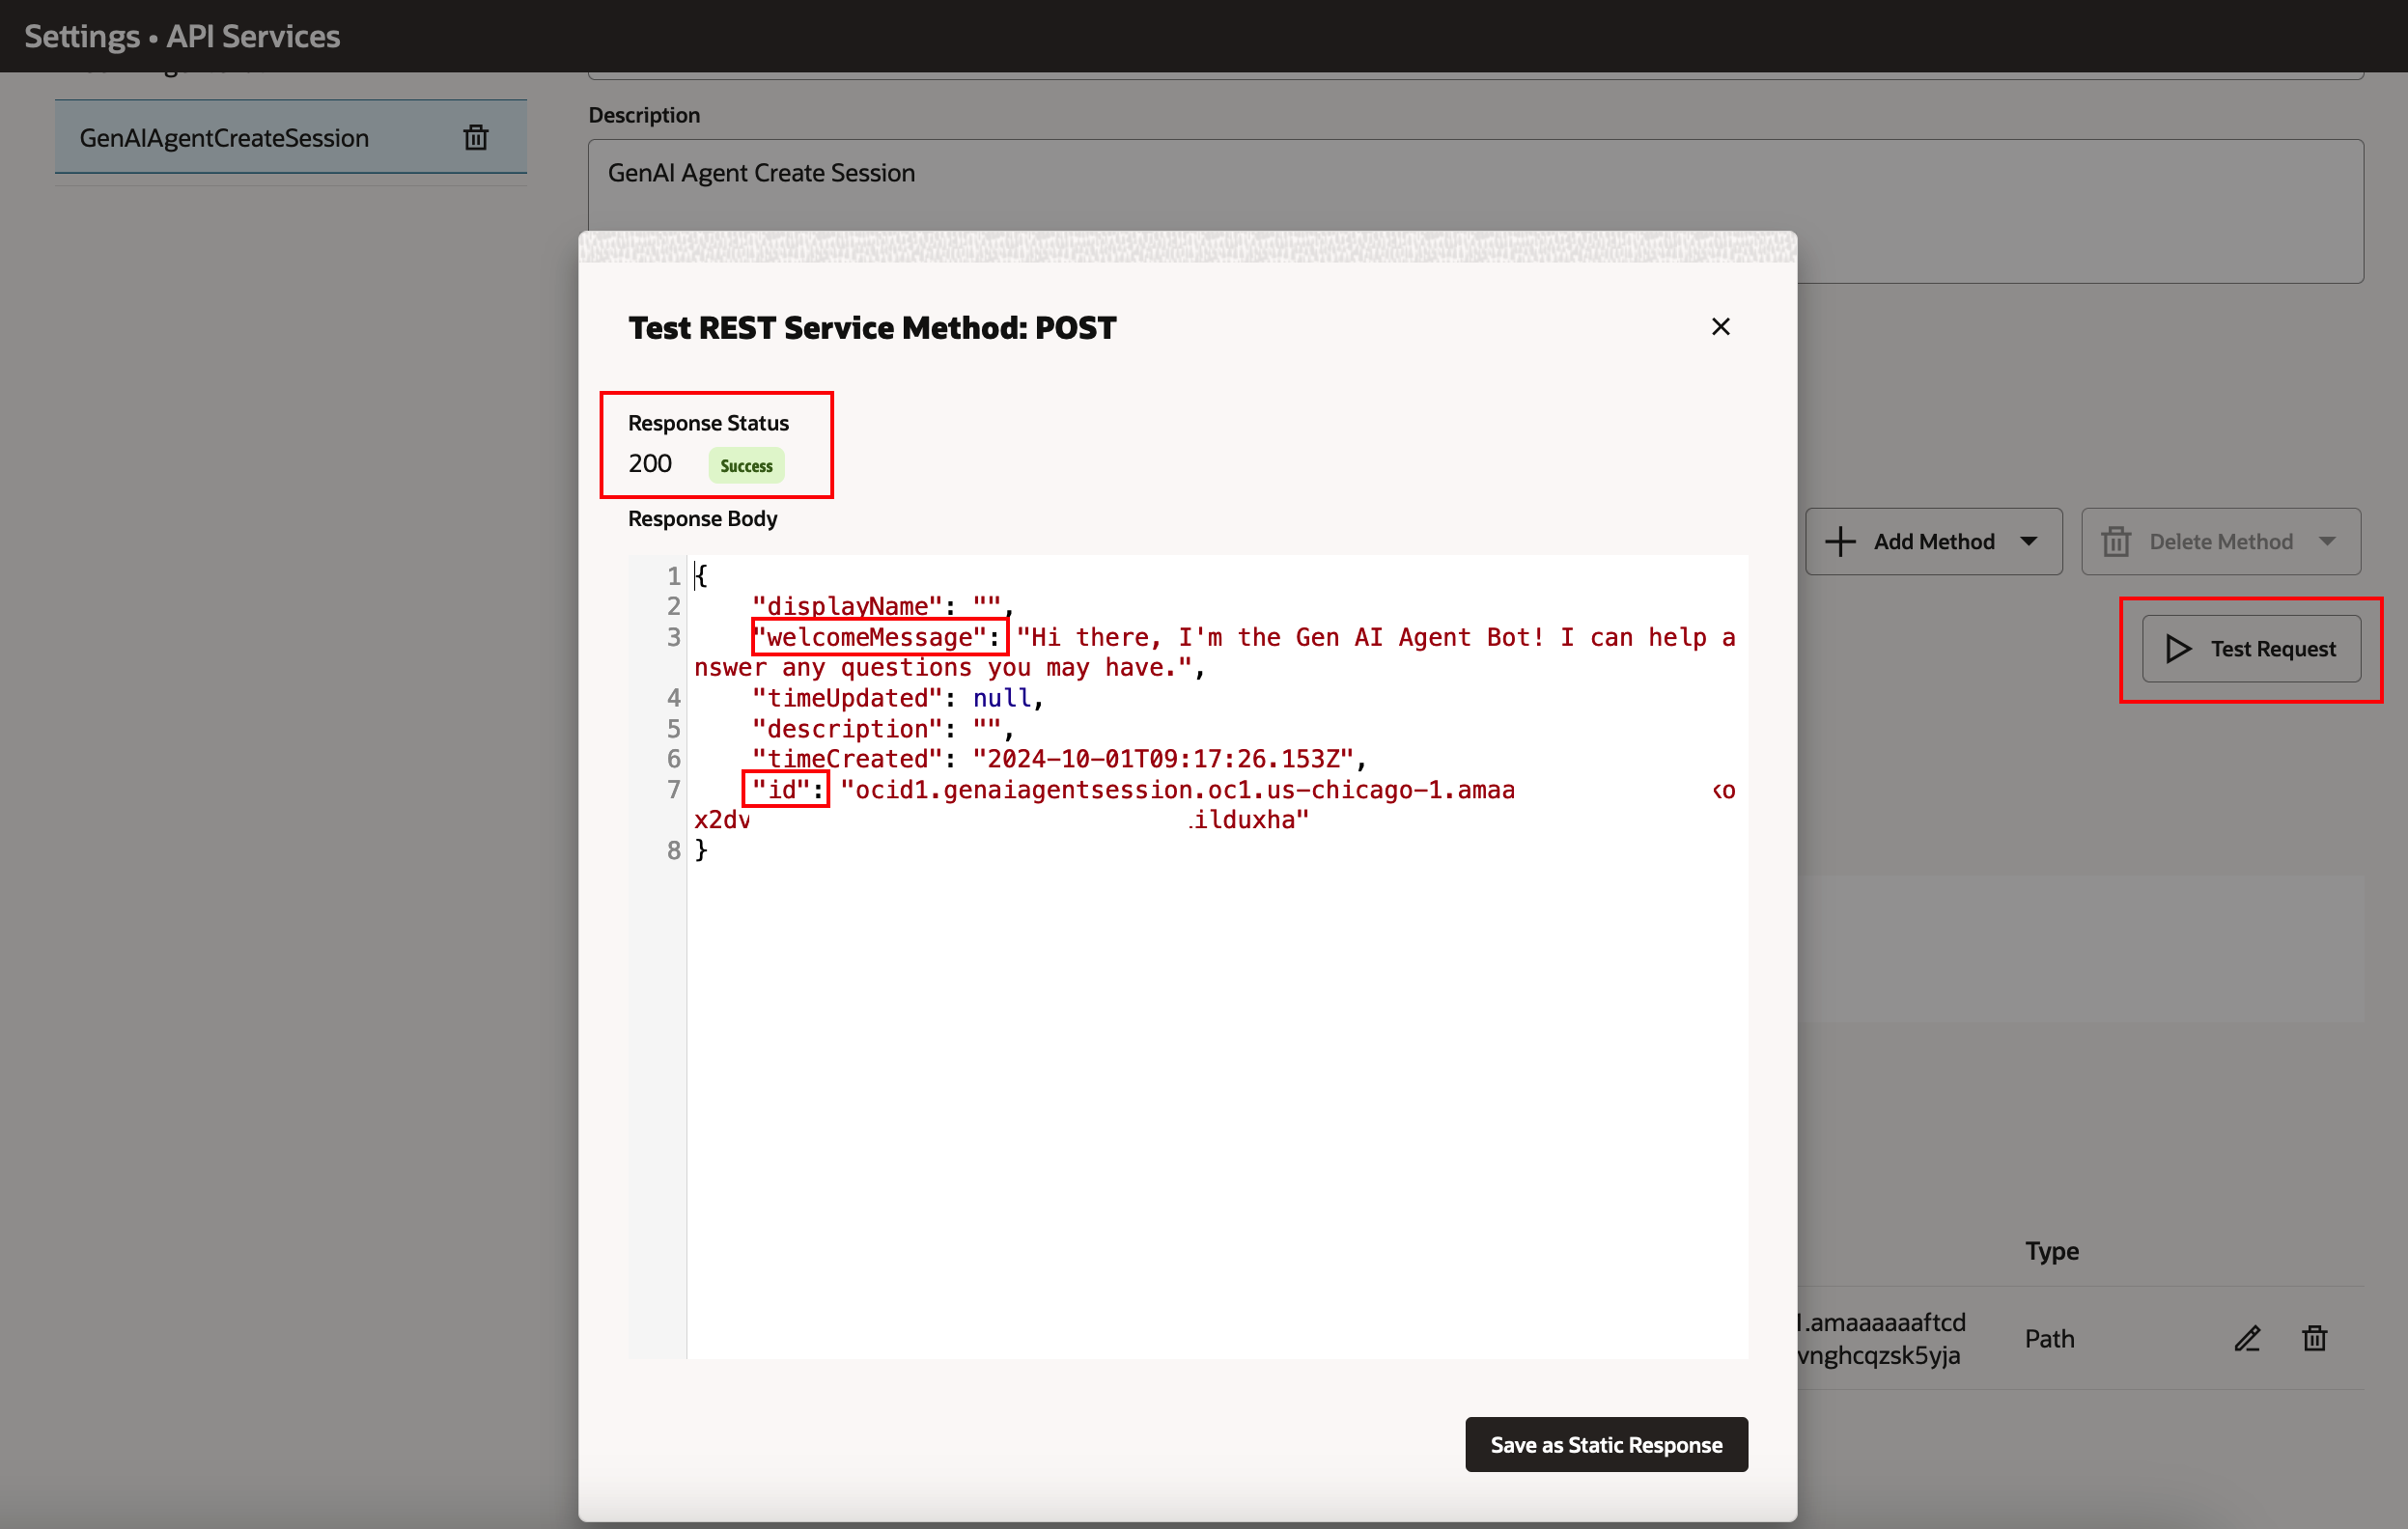 Settings • API Services
GenAIAgentCreateSession
Description
GenAI Agent Create Session
Test REST Service Method: POST
Response Status
200 Success
Response Body
1 {
2 "displayName": "",
3 "welcomeMessage": "Hi there, I'm the Gen AI Agent Bot! I can help a
nswer any questions you may have.",
4 "timeUpdated": null,
5 "description": "",
6 "timeCreated": "2024-10-01T09:17:26.153Z",
7 "id": "ocid1.genaiagentsession.oc1.us-chicago-1.amaa
x2dv ilduxha"
8 }
Save as Static Response
Add Method
Delete Method
Test Request
Type
.amaaaaaaftcd
vnghcqzsk5yja
Path